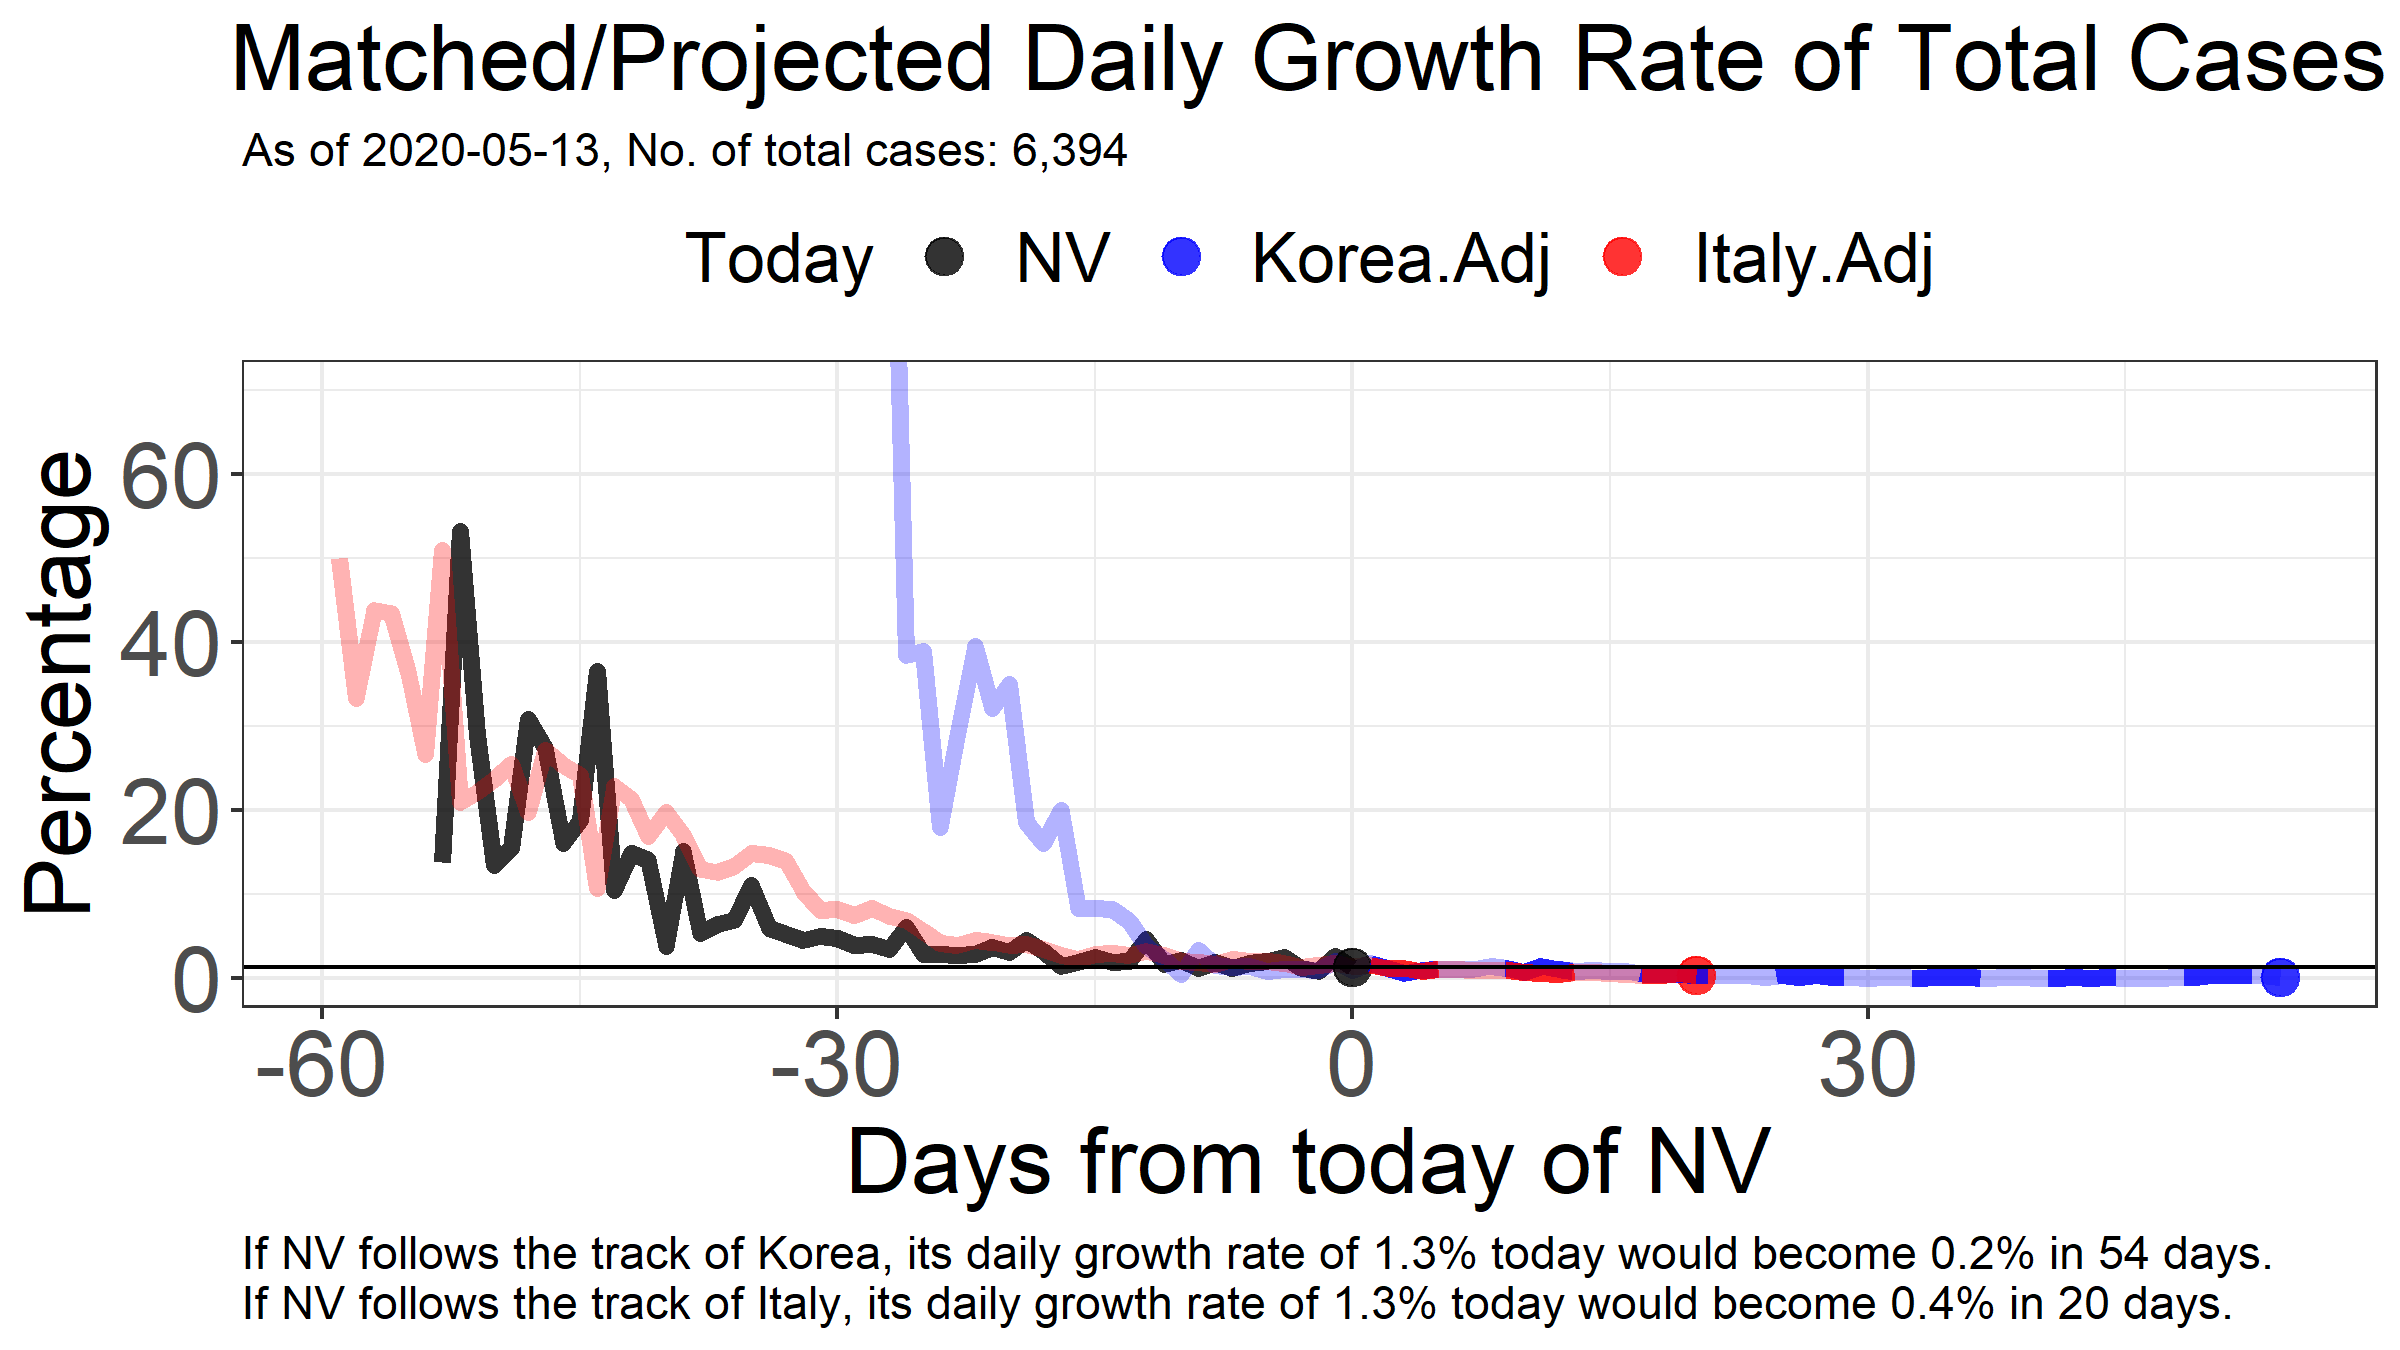 Matched/Projected Daily Growth Rate of Total Cases
As of 2020-05-13, No. of total cases: 6,394
Today NV Korea.Adj Italy.Adj
Percentage
60
40
20
0
-60 -30 0 30
Days from today of NV
If NV follows the track of Korea, its daily growth rate of 1.3% today would become 0.2% in 54 days.
If NV follows the track of Italy, its daily growth rate of 1.3% today would become 0.4% in 20 days.